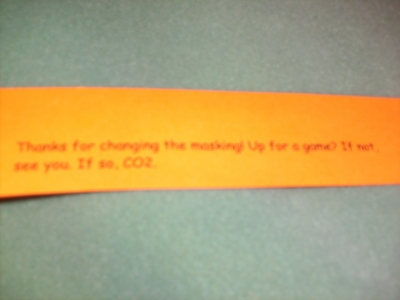 Thanks for changing the masking! Up for a game? If not,
see you. If so, CO2.